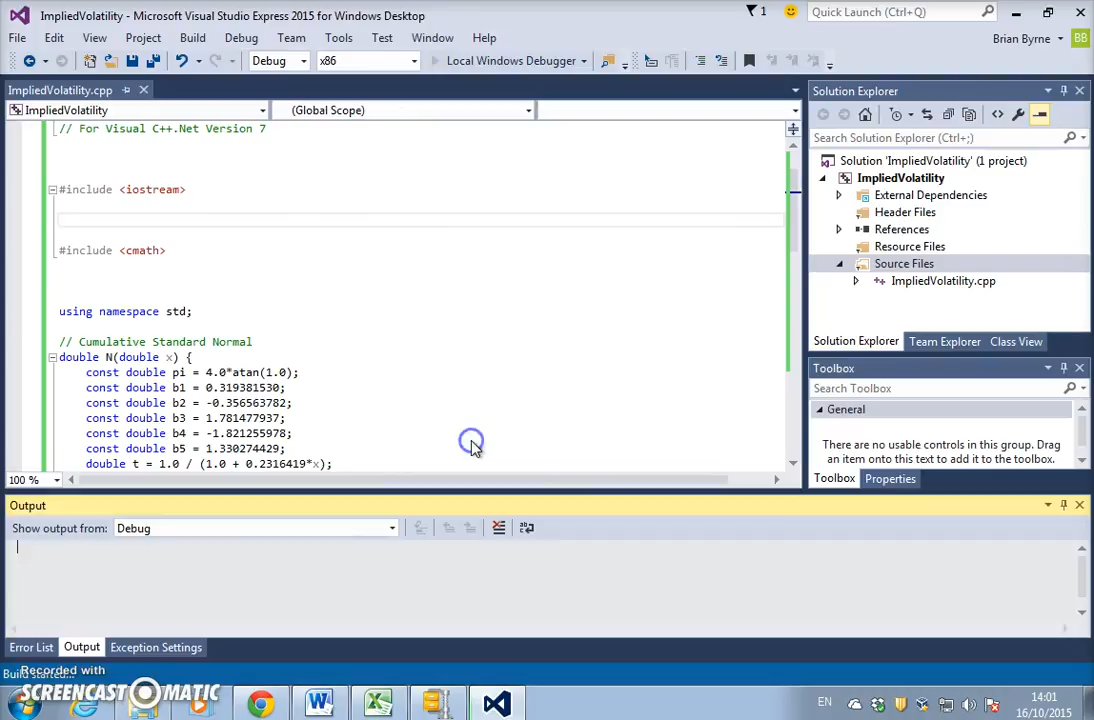 ImpliedVolatility - Microsoft Visual Studio Express 2015 for Windows Desktop
1
Quick Launch (Ctrl+Q)
File Edit View Project Build Debug Team Tools Test Window Help
Brian Byrne
BB
Debug x86 Local Windows Debugger
ImpliedVolatility.cpp
ImpliedVolatility (Global Scope)
// For Visual C++.Net Version 7
#include <iostream>
#include <cmath>
using namespace std;
// Cumulative Standard Normal
double N(double x) {
const double pi = 4.0*atan(1.0);
const double b1 = 0.319381530;
const double b2 = -0.356563782;
const double b3 = 1.781477937;
const double b4 = -1.821255978;
const double b5 = 1.330274429;
double t = 1.0 / (1.0 + 0.2316419*x);
100 %
Solution Explorer
Search Solution Explorer (Ctrl+;)
Solution 'ImpliedVolatility' (1 project)
ImpliedVolatility
External Dependencies
Header Files
References
Resource Files
Source Files
ImpliedVolatility.cpp
Solution Explorer Team Explorer Class View
Toolbox
Search Toolbox
General
There are no usable controls in this group. Drag
an item onto this text to add it to the toolbox.
Toolbox Properties
Output
Show output from: Debug
Error List Output Exception Settings
Build started...
Recorded with
SCREENCAST-O-MATIC
EN
14:01
16/10/2015